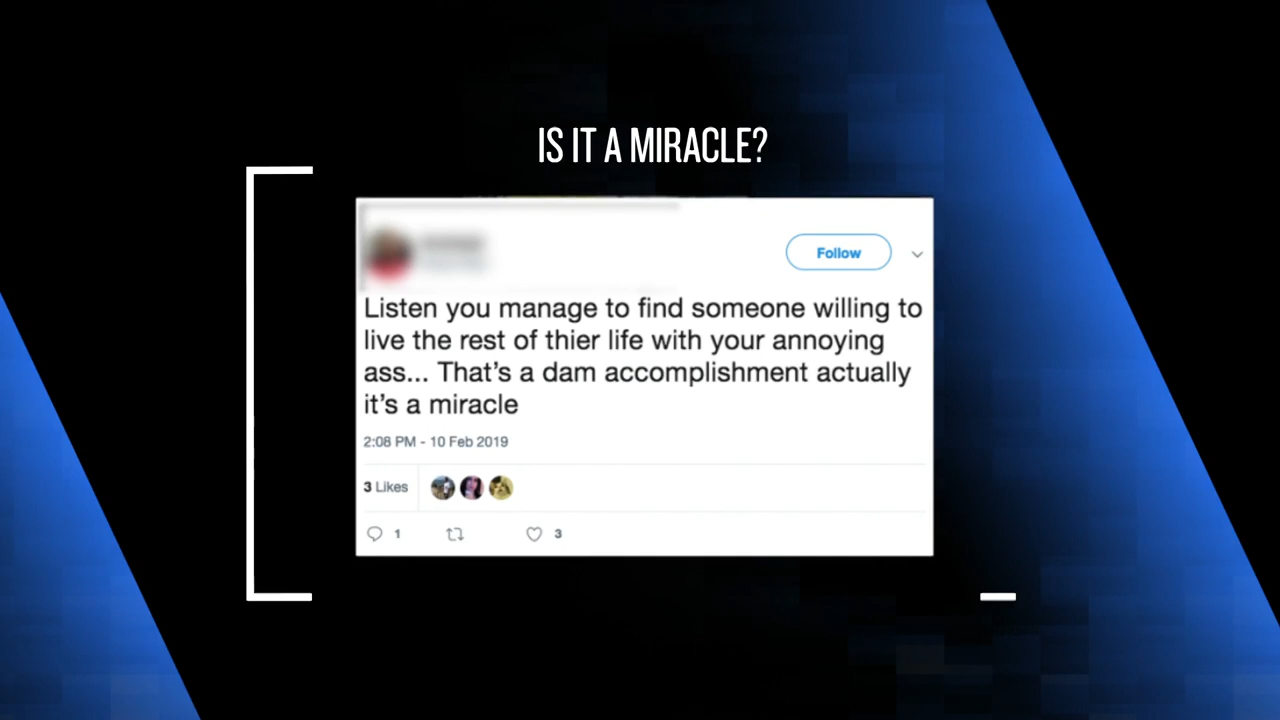 IS IT A MIRACLE?
Follow
Listen you manage to find someone willing to
live the rest of thier life with your annoying
ass... That's a dam accomplishment actually
it's a miracle
2:08 PM - 10 Feb 2019
3 Likes
1 3